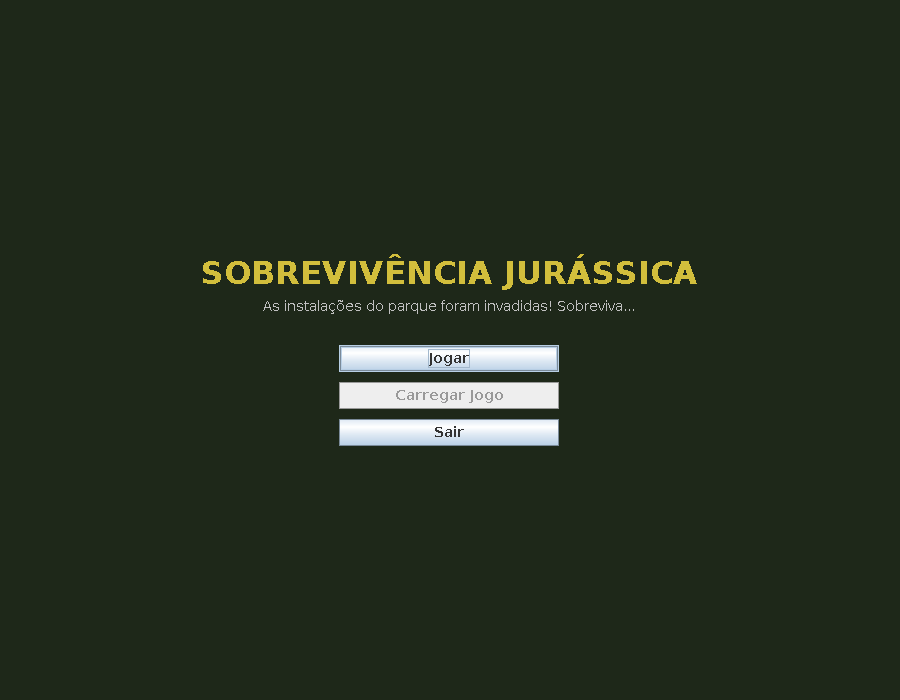 SOBREVIVÊNCIA JURÁSSICA
As instalações do parque foram invadidas! Sobreviva...
Jogar
Carregar Jogo
Sair